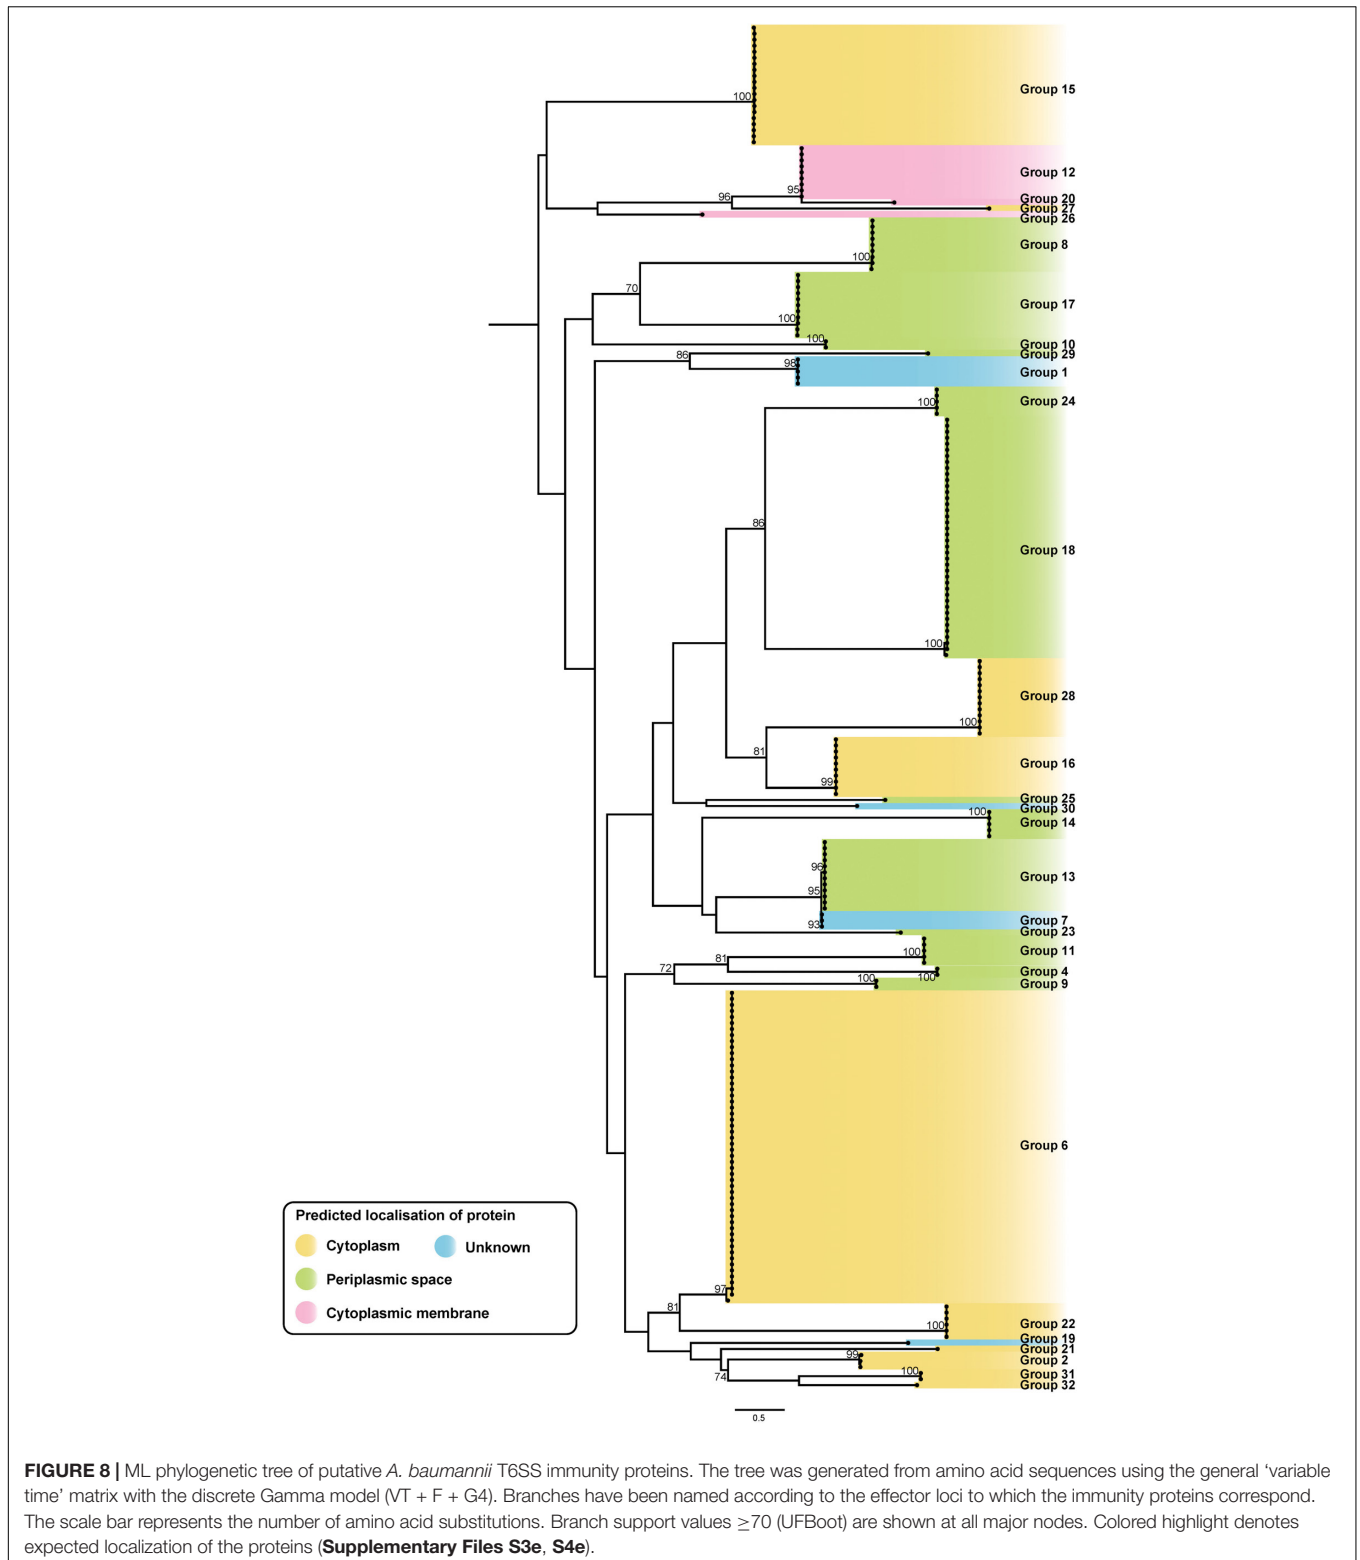 100
Group 15
Group 12
95
96
Group 20
Group 27
Group 26
Group 8
100
70
Group 17
100
100
Group 10
86
Group 29
98
Group 1
100
Group 24
86
Group 18
100
Group 28
100
81
Group 16
99
Group 25
Group 30
100
Group 14
96
Group 13
95
93
Group 7
Group 23
100
Group 11
81
72
Group 4
100
100
Group 9
Group 6
97
81
100
Group 22
Group 19
Group 21
99
Group 2
74
100
Group 31
Group 32
Predicted localisation of protein
Cytoplasm
Unknown
Periplasmic space
Cytoplasmic membrane
0.5
FIGURE 8 | ML phylogenetic tree of putative A. baumannii T6SS immunity proteins. The tree was generated from amino acid sequences using the general ‘variable
time’ matrix with the discrete Gamma model (VT + F + G4). Branches have been named according to the effector loci to which the immunity proteins correspond.
The scale bar represents the number of amino acid substitutions. Branch support values ≥70 (UFBoot) are shown at all major nodes. Colored highlight denotes
expected localization of the proteins (Supplementary Files S3e, S4e).